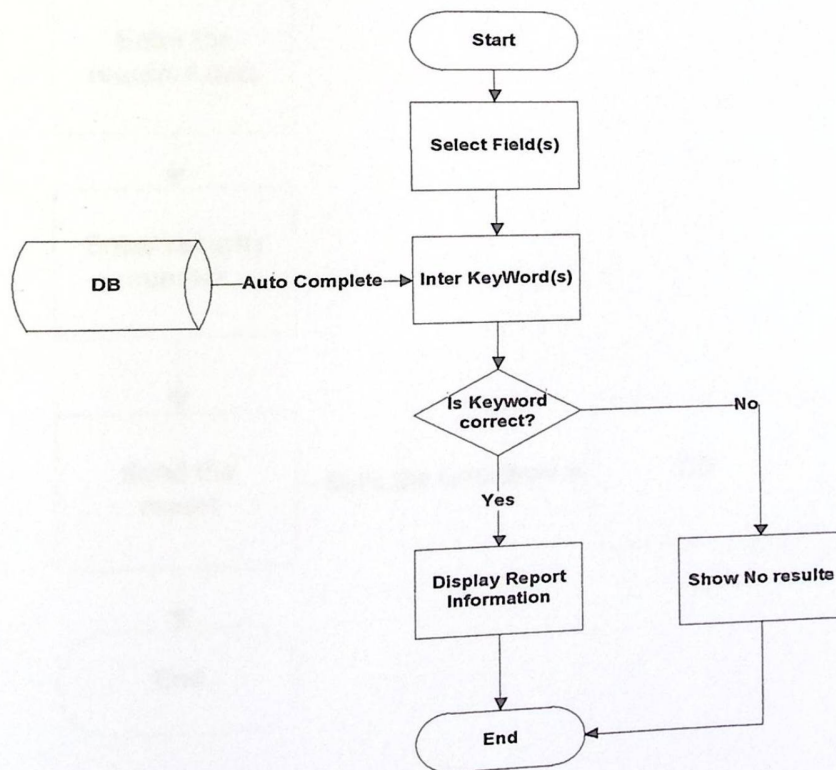 Start
Select Field(s)
DB
Auto Complete
Inter KeyWord(s)
Is Keyword
correct?
No
Yes
Display Report
Information
Show No resulte
End